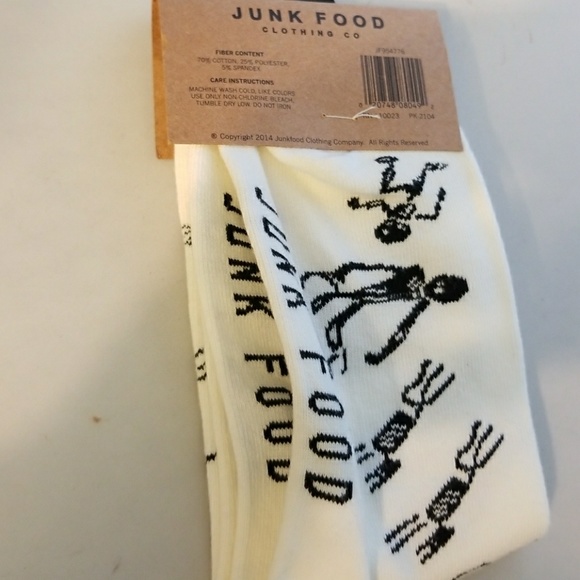 JUNK FOOD
CLOTHING CO
FIBER CONTENT
70% COTTON, 25% POLYESTER,
5% SPANDEX
CARE INSTRUCTIONS
MACHINE WASH COLD, LIKE COLORS
USE ONLY NON-CHLORINE BLEACH,
TUMBLE DRY LOW. DO NOT IRON
© Copyright 2014 Junkfood Clothing Company. All Rights Reserved
PK 2104
JUNK FOOD
JUNK FOOD